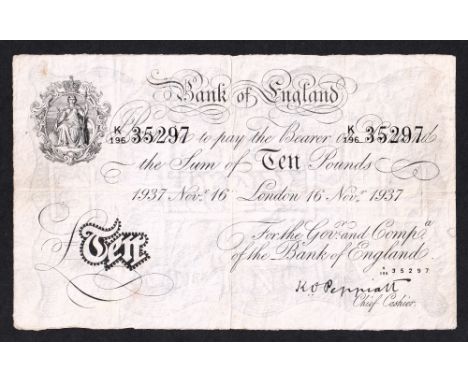 Bank of England
K/196 35297 to pay the Bearer on Demand K/196 35297
the Sum of Ten Pounds
1937 Nov.r 16 London 16 Nov.r 1937
For the Gov.r and Comp.a
of the Bank of England.
£Ten
K/196 35297
K O Peppiatt
Chief Cashier.